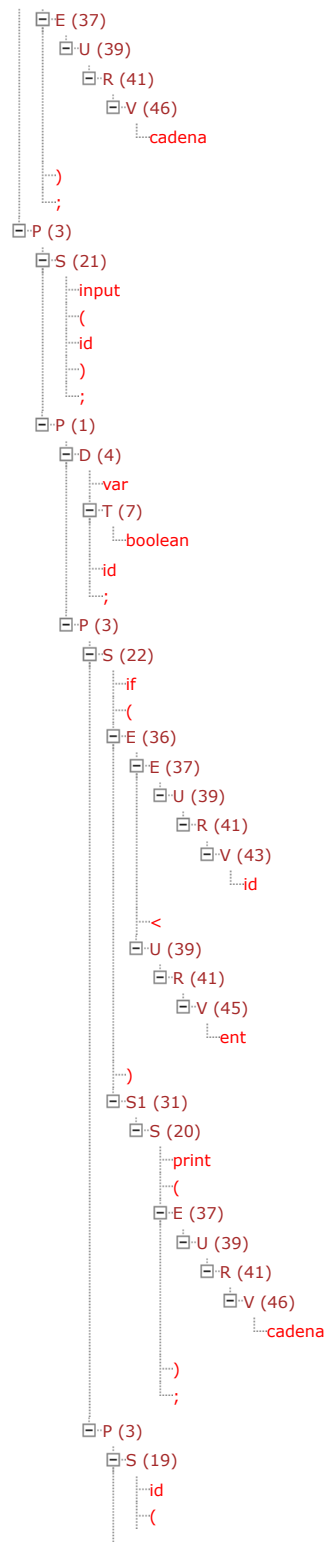 E (37)
U (39)
R (41)
V (46)
cadena
)
;
P (3)
S (21)
input
(
id
)
;
P (1)
D (4)
var
T (7)
boolean
id
;
P (3)
S (22)
if
(
E (36)
E (37)
U (39)
R (41)
V (43)
id
<
U (39)
R (41)
V (45)
ent
)
S1 (31)
S (20)
print
(
E (37)
U (39)
R (41)
V (46)
cadena
)
;
P (3)
S (19)
id
(